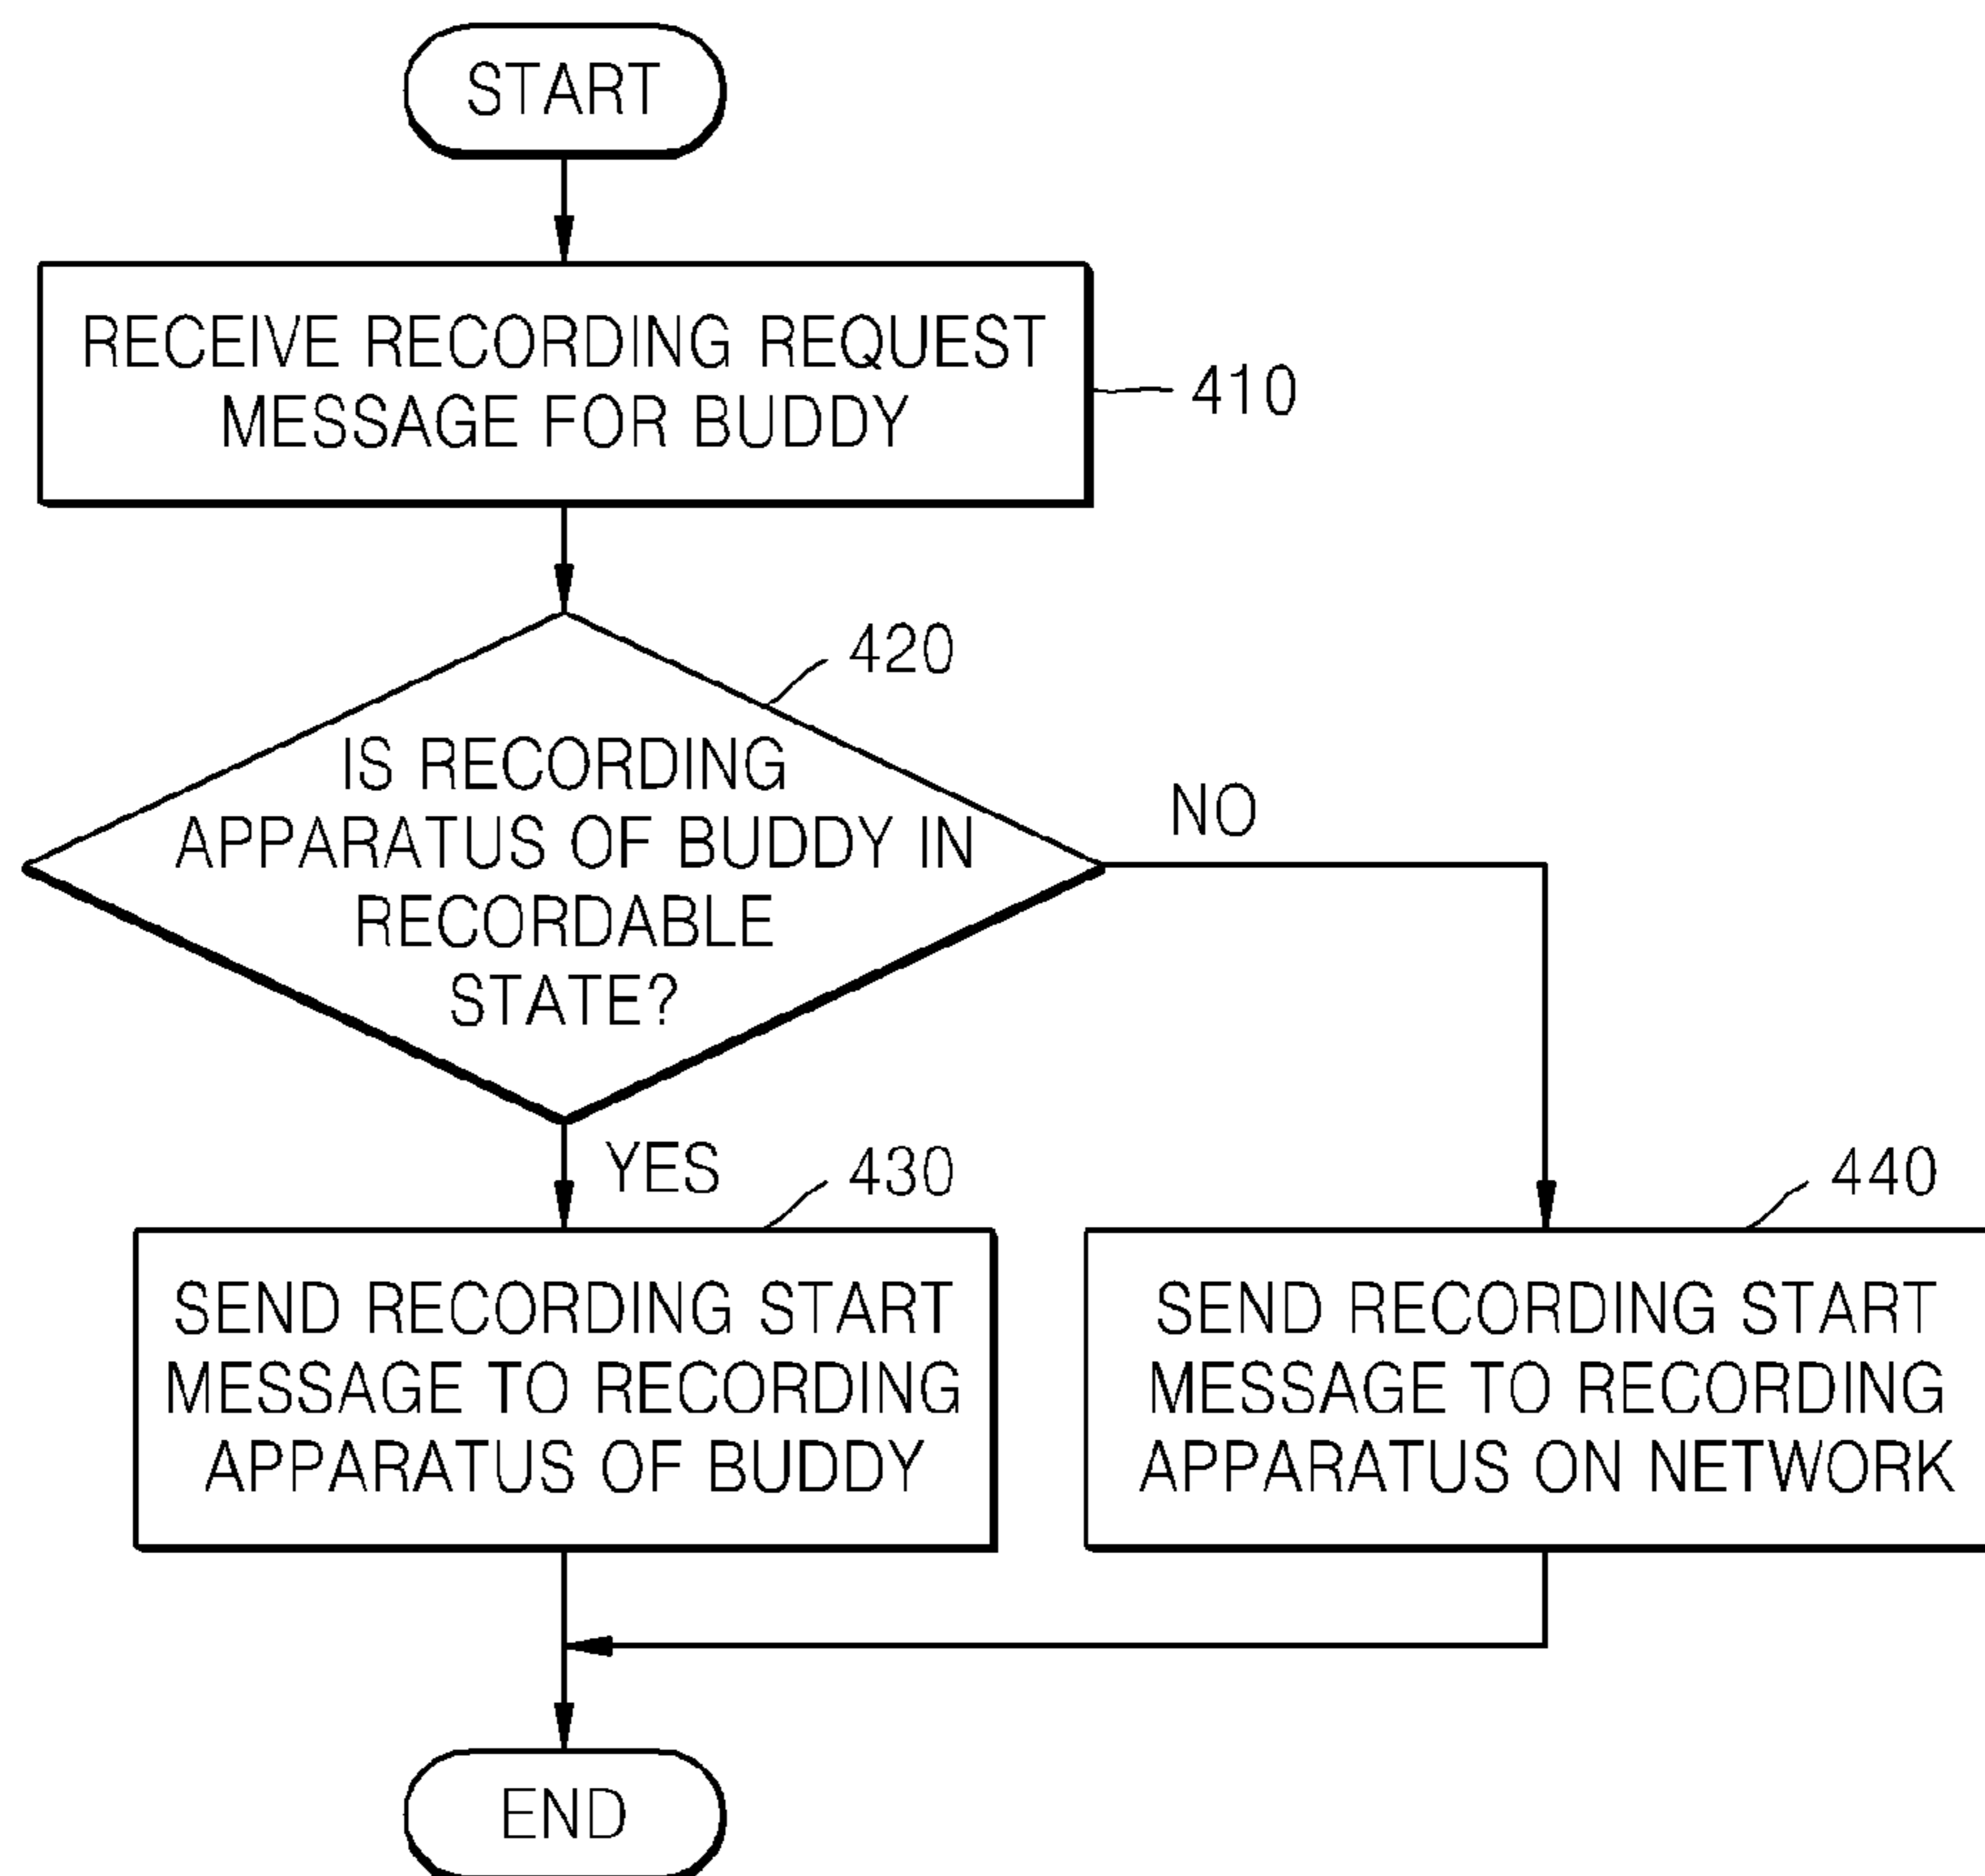 START
RECEIVE RECORDING REQUEST
MESSAGE FOR BUDDY
410
420
IS RECORDING
APPARATUS OF BUDDY IN
RECORDABLE
STATE?
NO
YES
430
SEND RECORDING START
MESSAGE TO RECORDING
APPARATUS OF BUDDY
440
SEND RECORDING START
MESSAGE TO RECORDING
APPARATUS ON NETWORK
END